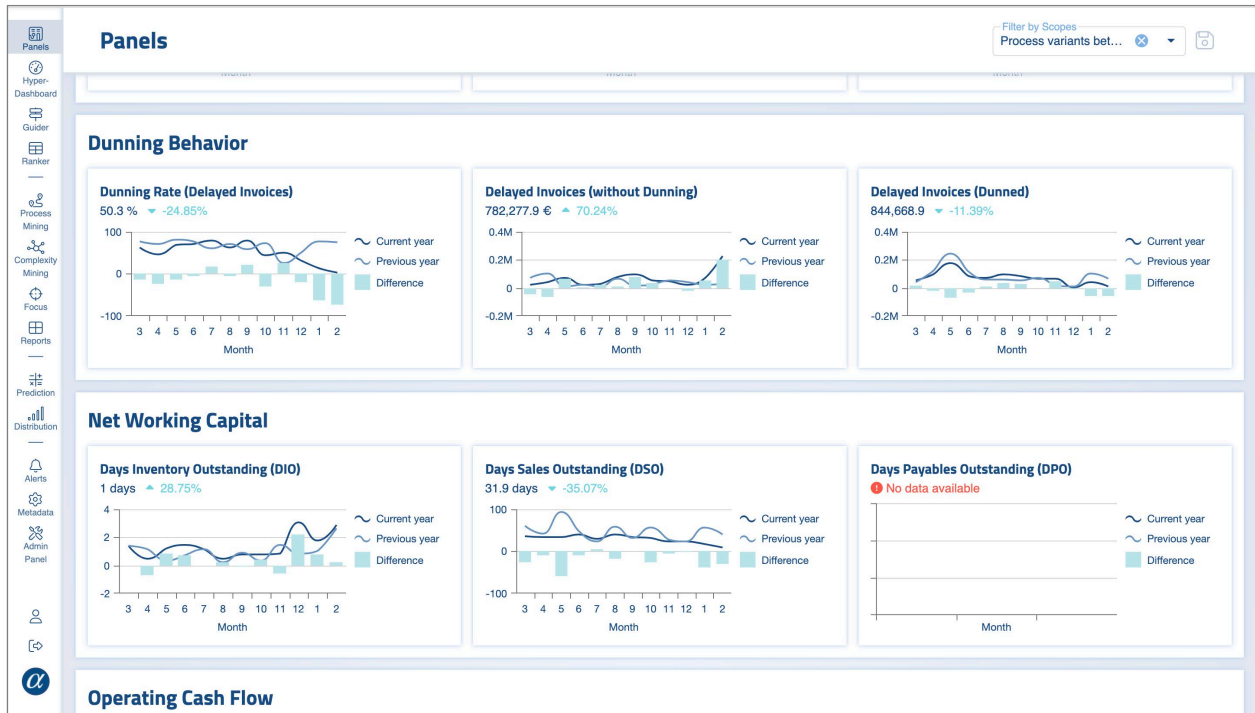 Panels
Hyper-
Dashboard
Guider
Ranker
Process
Mining
Complexity
Mining
Focus
Reports
Prediction
Distribution
Alerts
Metadata
Admin
Panel
α
Panels
Filter by Scopes
Process variants bet...
Month
Month
Month
Dunning Behavior
Dunning Rate (Delayed Invoices)
50.3 % -24.85%
100
0
-100
3 4 5 6 7 8 9 10 11 12 1 2
Month
Current year
Previous year
Difference
Delayed Invoices (without Dunning)
782,277.9 € 70.24%
0.4M
0.2M
0
-0.2M
3 4 5 6 7 8 9 10 11 12 1 2
Month
Current year
Previous year
Difference
Delayed Invoices (Dunned)
844,668.9 -11.39%
0.4M
0.2M
0
-0.2M
3 4 5 6 7 8 9 10 11 12 1 2
Month
Current year
Previous year
Difference
Net Working Capital
Days Inventory Outstanding (DIO)
1 days 28.75%
4
2
0
-2
3 4 5 6 7 8 9 10 11 12 1 2
Month
Current year
Previous year
Difference
Days Sales Outstanding (DSO)
31.9 days -35.07%
100
0
-100
3 4 5 6 7 8 9 10 11 12 1 2
Month
Current year
Previous year
Difference
Days Payables Outstanding (DPO)
No data available
Month
Current year
Previous year
Difference
Operating Cash Flow